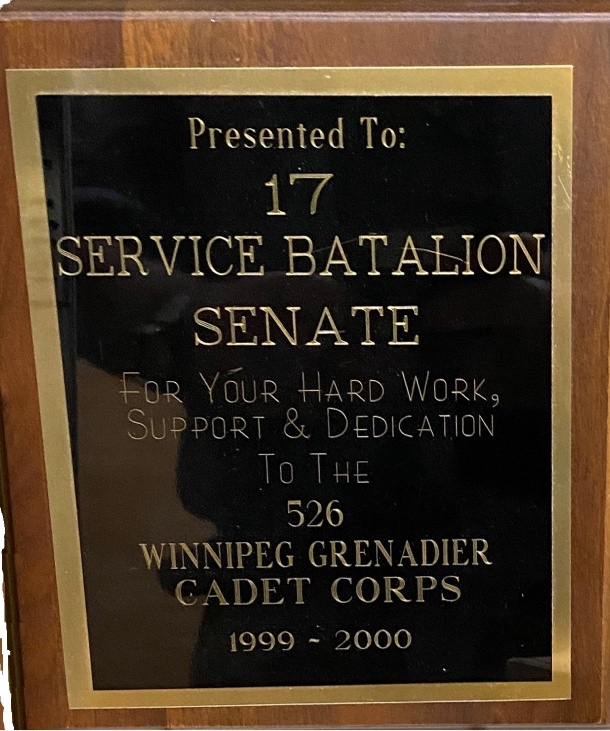 Presented To:
17
SERVICE BATALION
SENATE
FOR YOUR HARD WORK,
SUPPORT & DEDICATION
TO THE
526
WINNIPEG GRENADIER
CADET CORPS
1999 ~ 2000